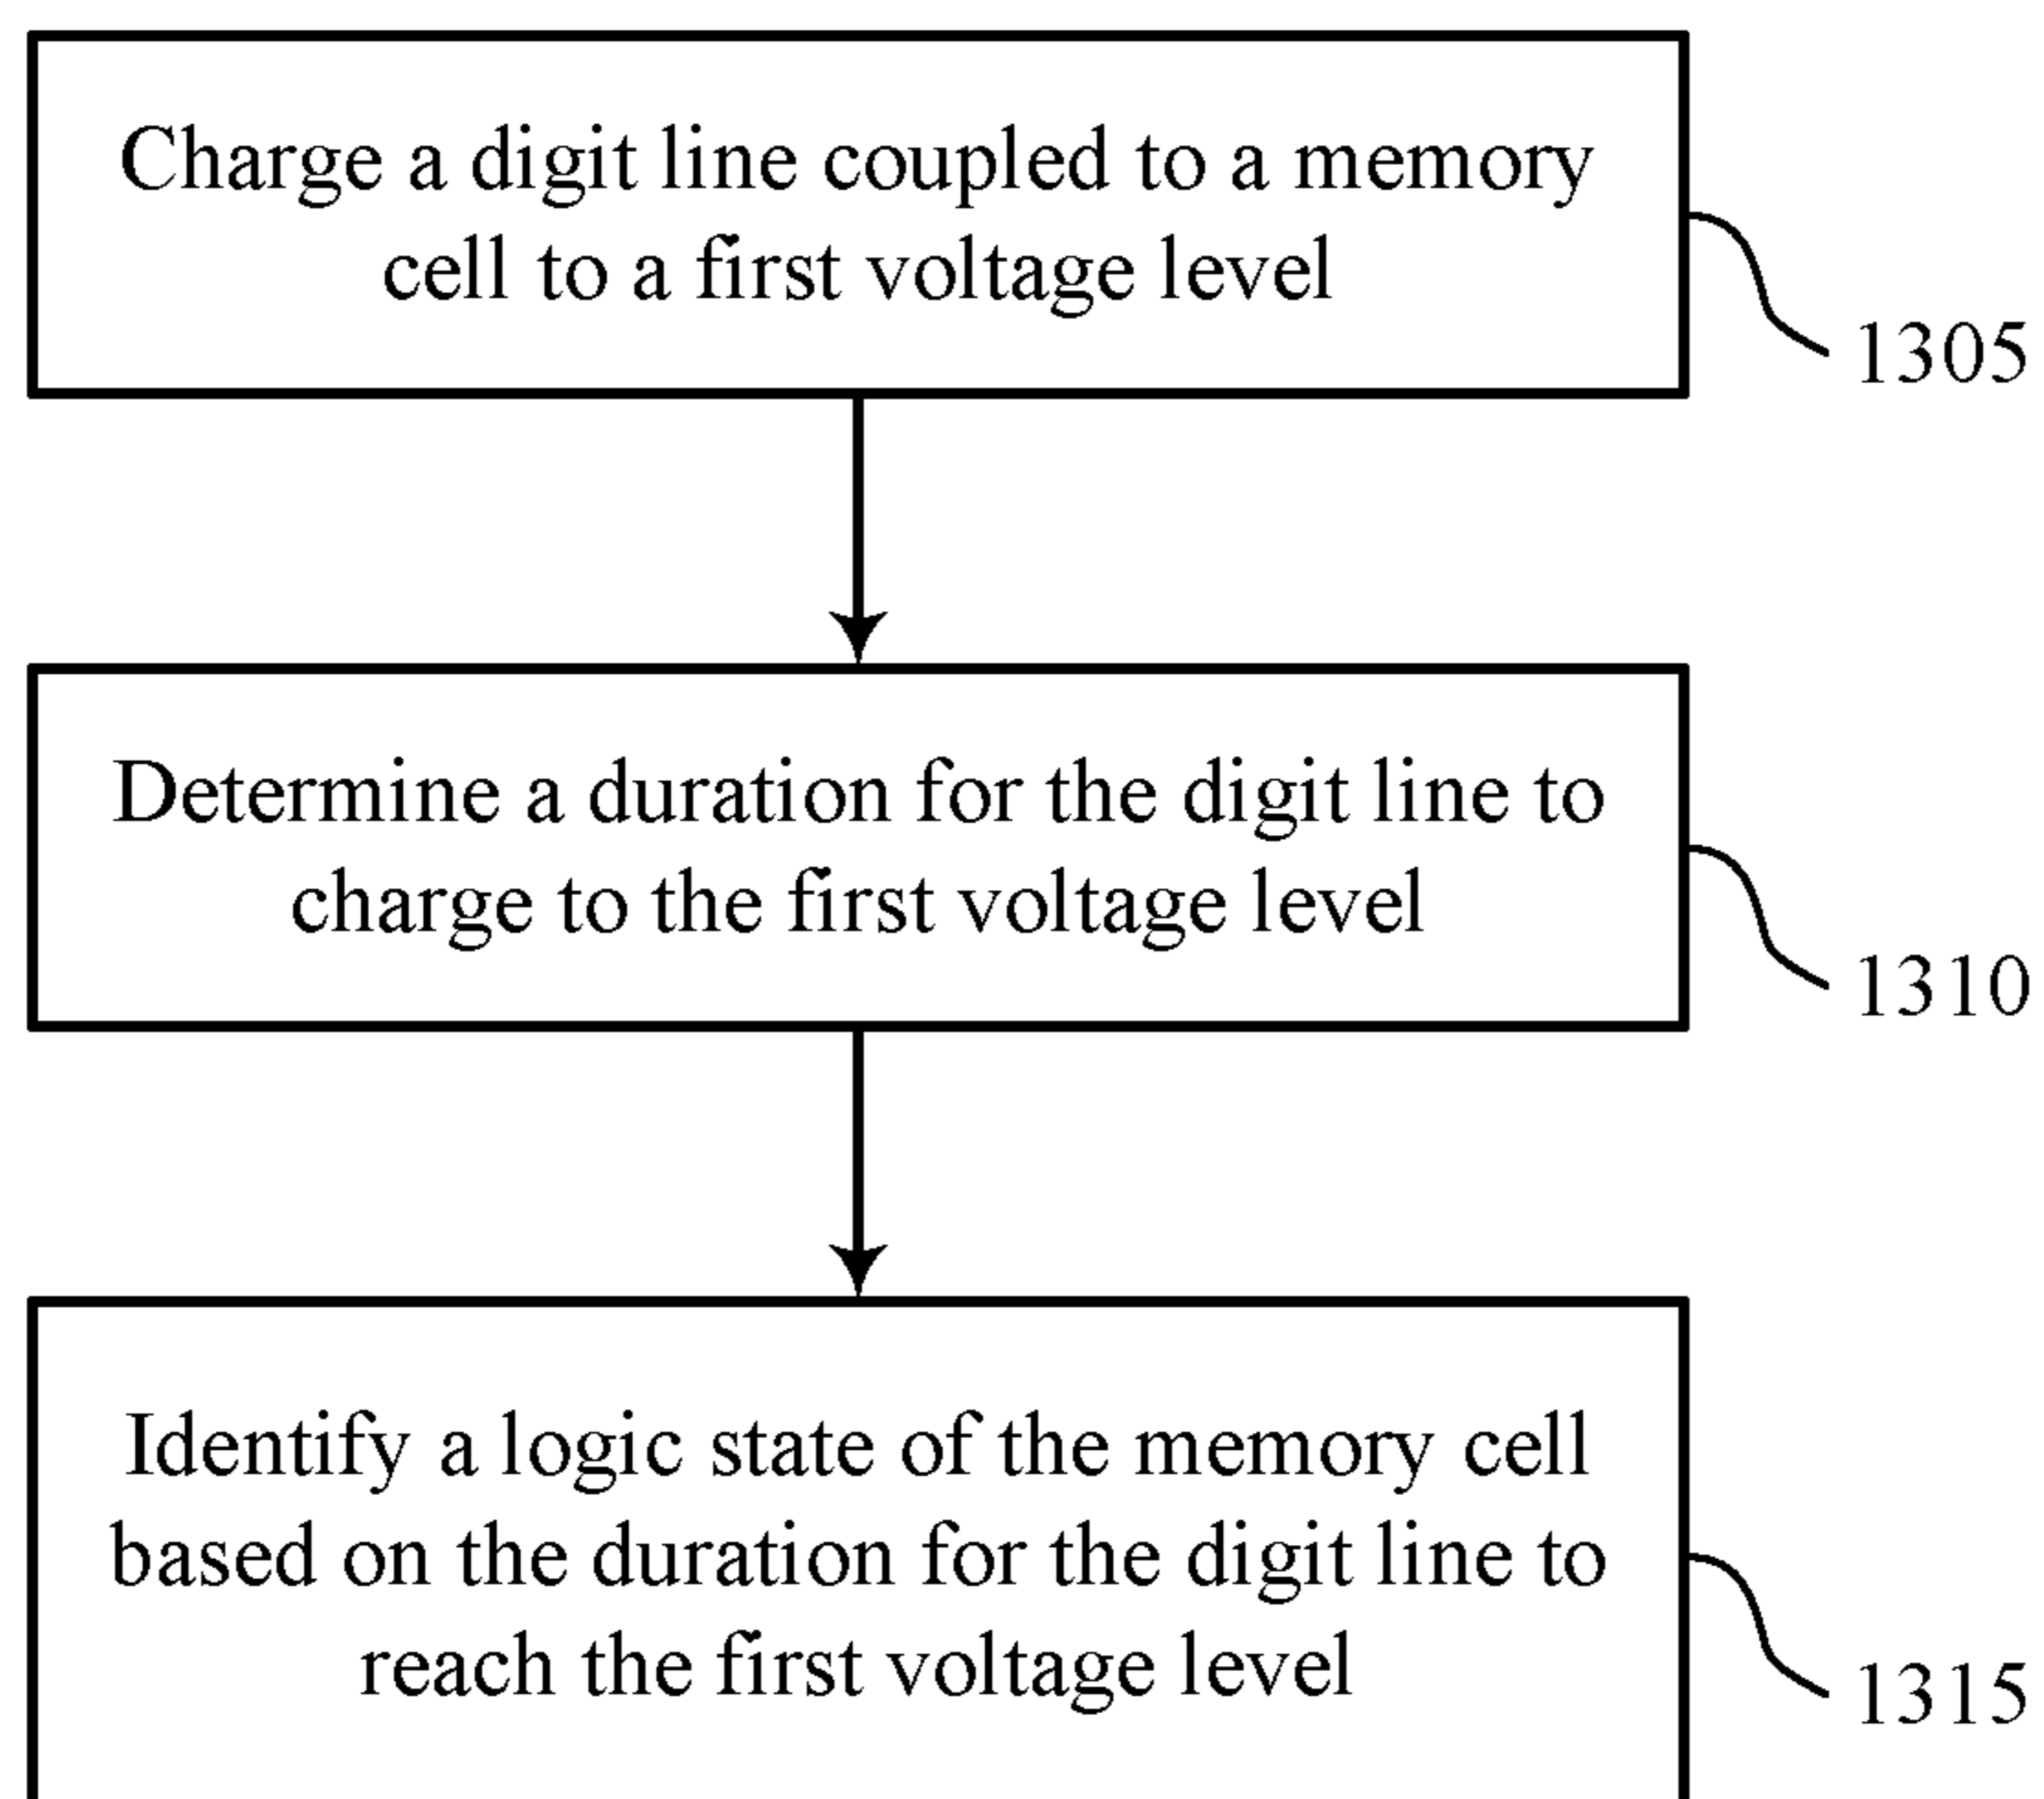 Charge a digit line coupled to a memory
cell to a first voltage level
1305
Determine a duration for the digit line to
charge to the first voltage level
1310
Identify a logic state of the memory cell
based on the duration for the digit line to
reach the first voltage level
1315